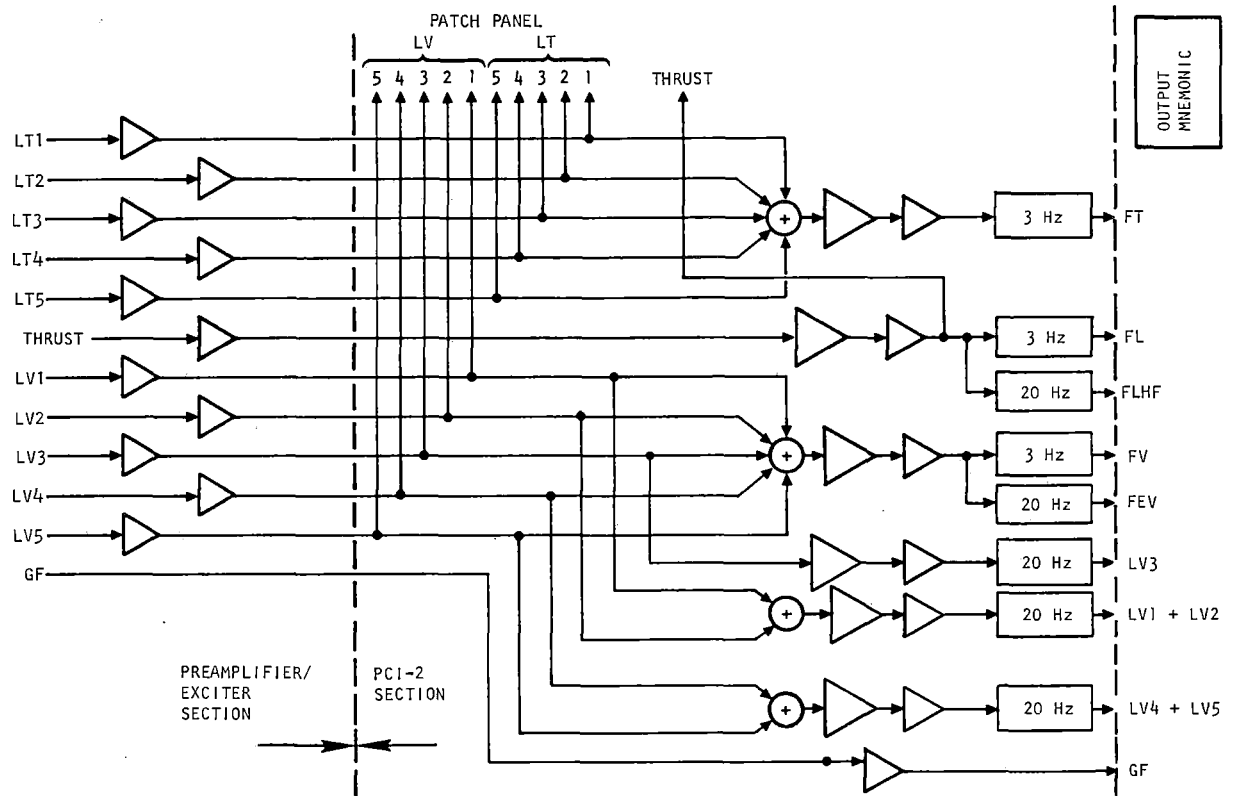 PATCH PANEL
LV LT
5 4 3 2 1 5 4 3 2 1 THRUST
OUTPUT
MNEMONIC
LT1
LT2
LT3
LT4
LT5
THRUST
LV1
LV2
LV3
LV4
LV5
GF
+
3 Hz FT
3 Hz FL
20 Hz FLHF
+
3 Hz FV
20 Hz FEV
20 Hz LV3
+
20 Hz LV1 + LV2
+
20 Hz LV4 + LV5
GF
PREAMPLIFIER/
EXCITER
SECTION
PCI-2
SECTION